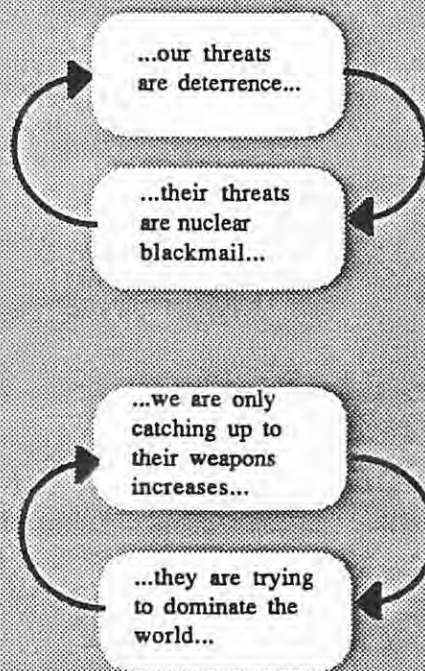 ...our threats
are deterrence...
...their threats
are nuclear
blackmail...
...we are only
catching up to
their weapons
increases...
...they are trying
to dominate the
world...